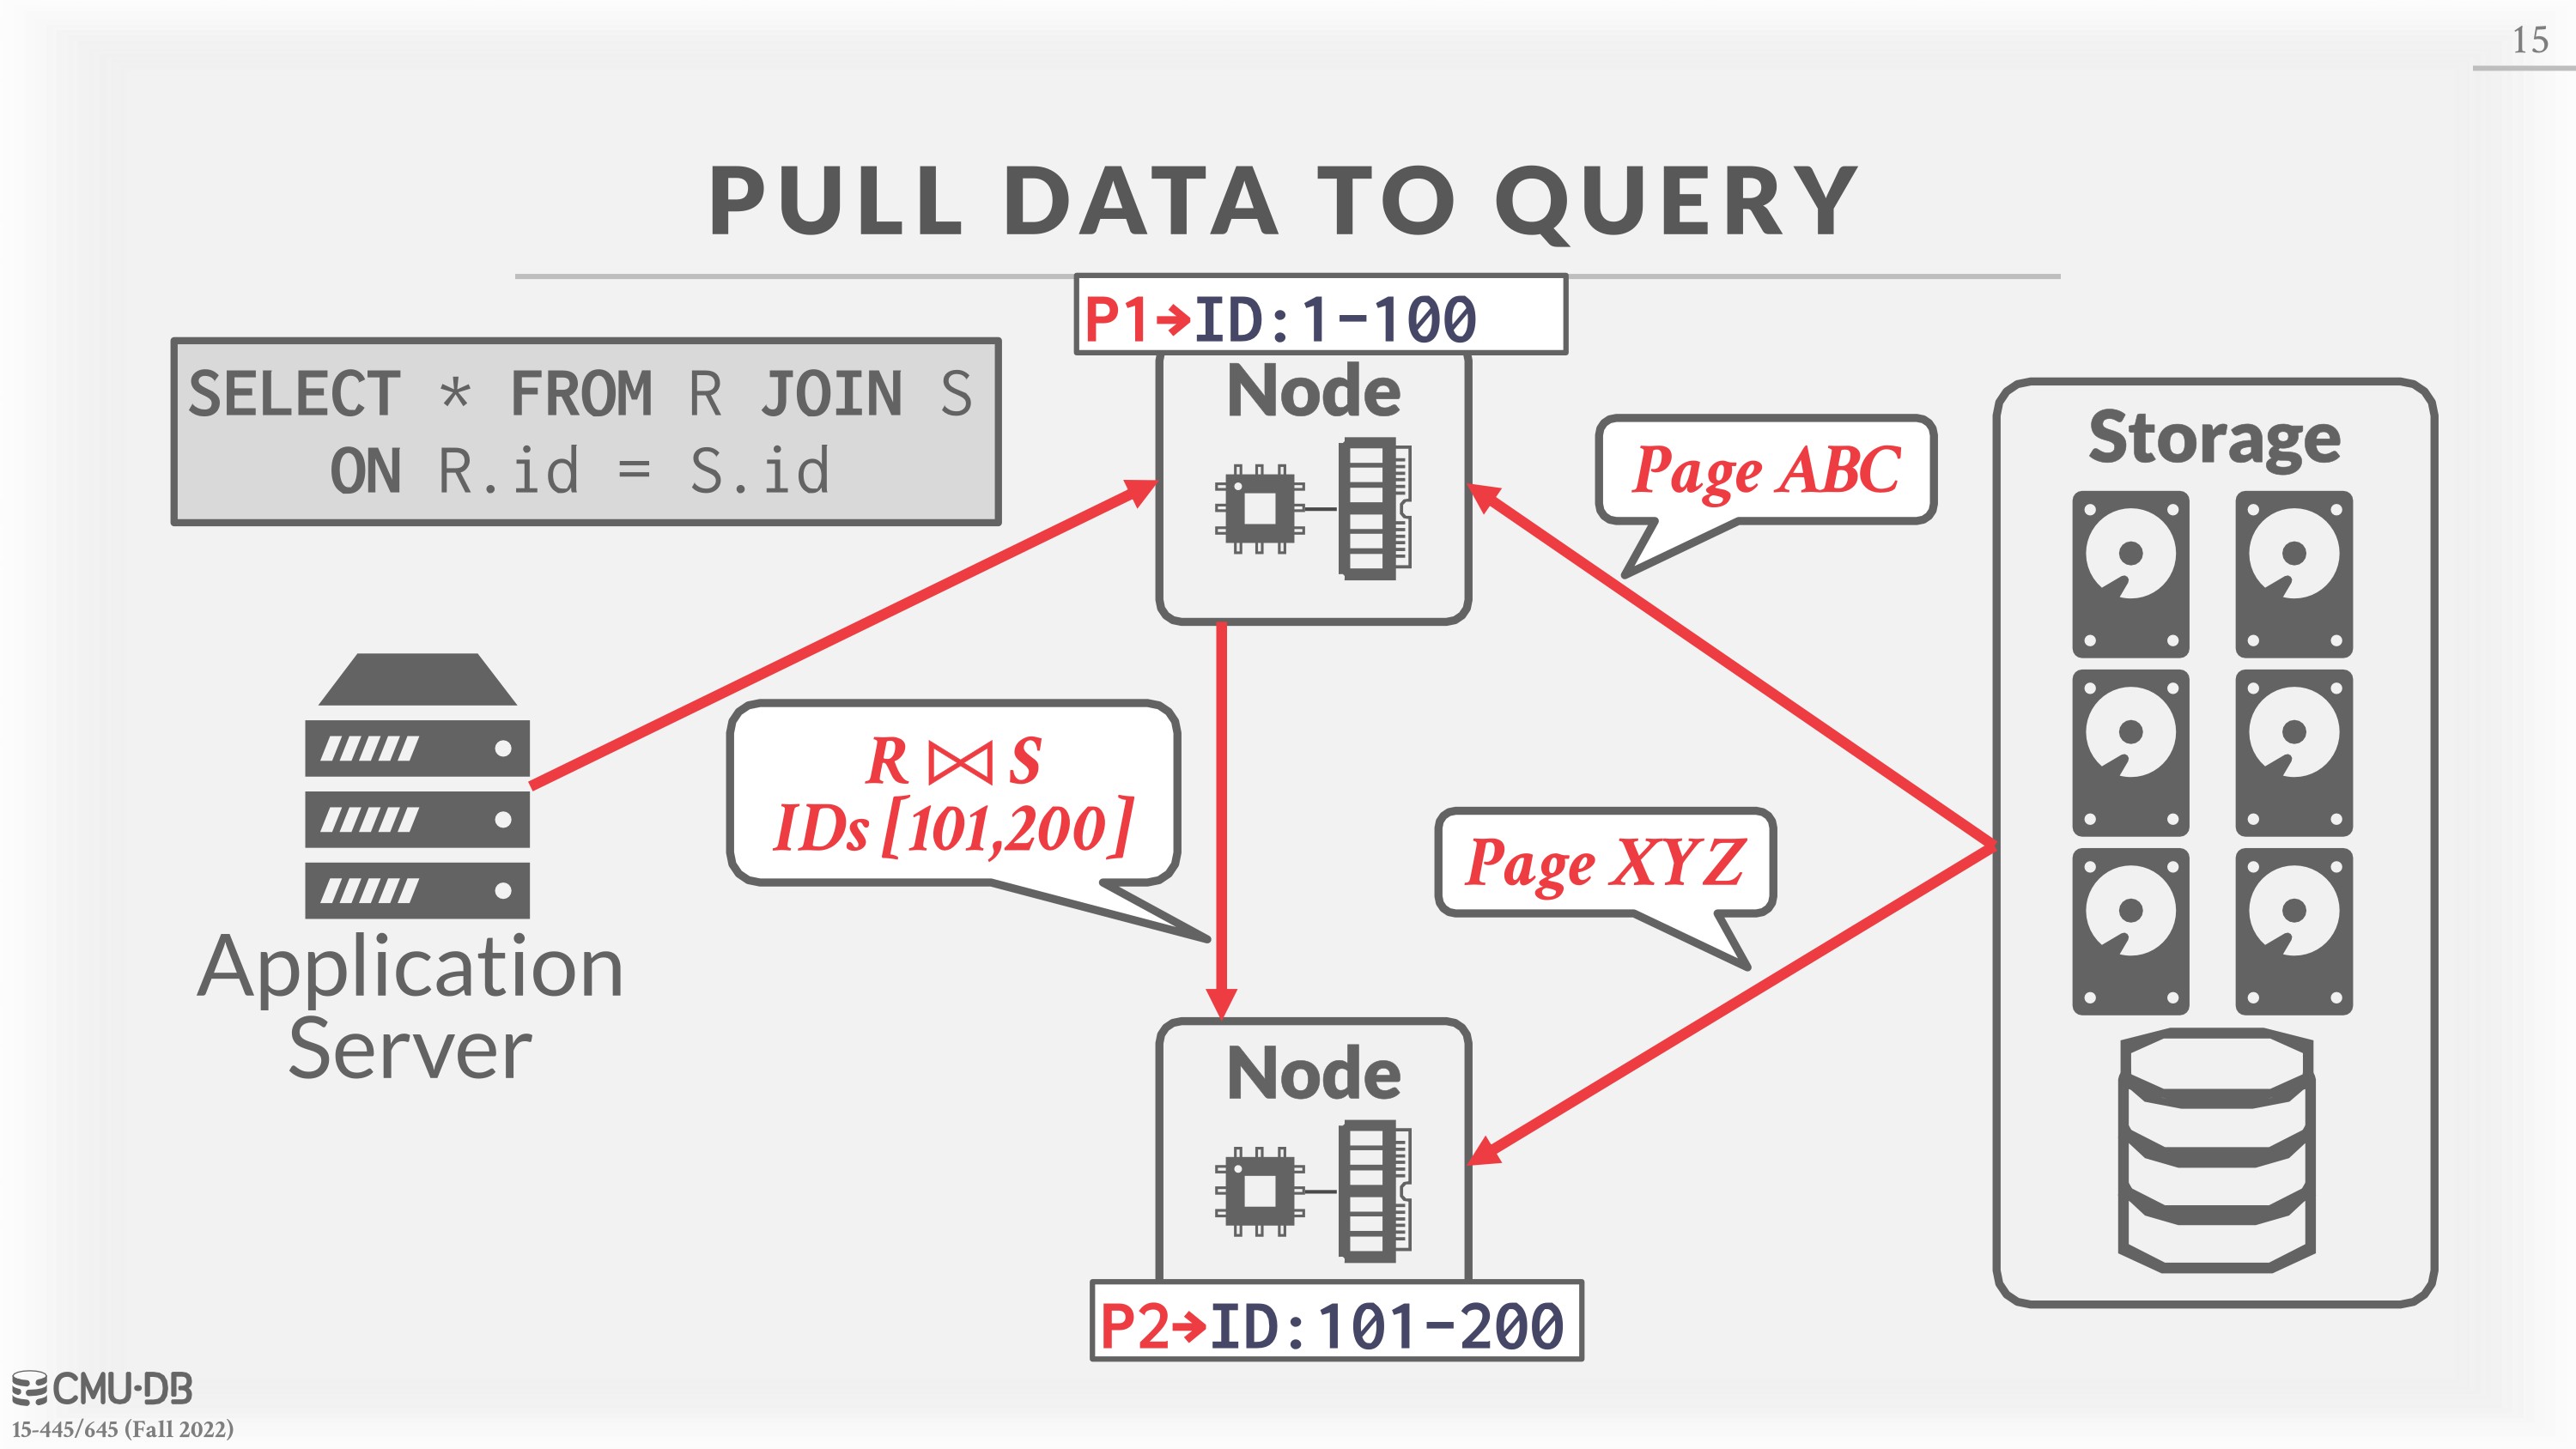 15
PULL DATA TO QUERY
P1→ID:1-100
SELECT * FROM R JOIN S
ON R.id = S.id
Node
Page ABC
Storage
R ⋈ S
IDs [101,200]
Page XYZ
Application
Server
Node
P2→ID:101-200
CMU·DB
15-445/645 (Fall 2022)